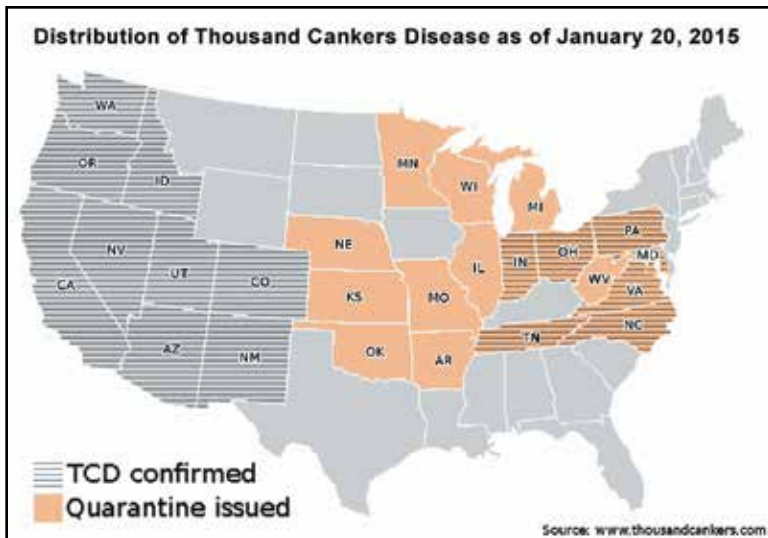 Distribution of Thousand Cankers Disease as of January 20, 2015
WA
OR
ID
MN
WI
MI
NV
CA
UT
CO
AZ
NM
NE
KS
OK
MO
AR
IL
IN
OH
PA
MD
WV
VA
NC
TN
TCD confirmed
Quarantine issued
Source: www.thousandcankers.com